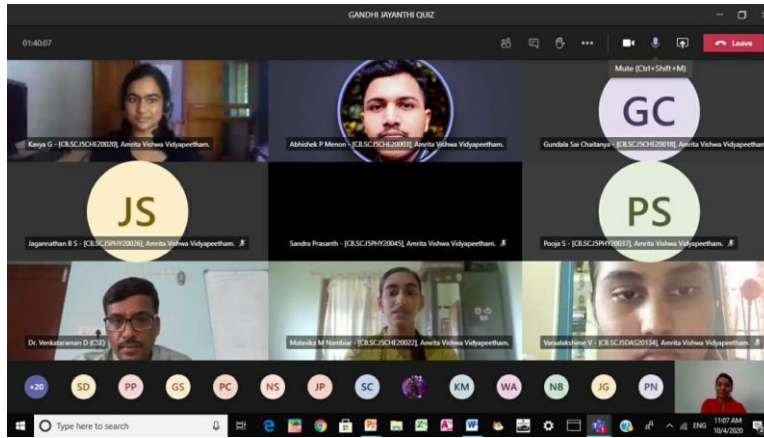 GANDHI JAYANTHI QUIZ
01:40:07
Leave
Mute (Ctrl+Shift+M)
GC
Kavya G - [CB.SC.I5CHE20020], Amrita Vishwa Vidyapeetham.
Abhishek P Menon - [CB.SC.I5CHE20003], Amrita Vishwa Vidyapeetham.
Gundala Sai Chaitanya - [CB.SC.I5CHE20018], Amrita Vishwa Vidyapeetham
JS
PS
Jagannathan B S - [CB.SC.I5PHY20026], Amrita Vishwa Vidyapeetham.
Sandra Prasanth - [CB.SC.I5PHY20045], Amrita Vishwa Vidyapeetham.
Pooja S - [CB.SC.I5PHY20037], Amrita Vishwa Vidyapeetham.
Dr. Venkataraman D (CSE)
Malavika M Nambiar - [CB.SC.I5CHE20022], Amrita Vishwa Vidyapeetham.
Varaalakshime V - [CB.SC.I5DAS20134], Amrita Vishwa Vidyapeetham.
+20 SD PP GS PC NS JP SC KM WA NB JG PN
Type here to search
ENG
11:07 AM
10/4/2020